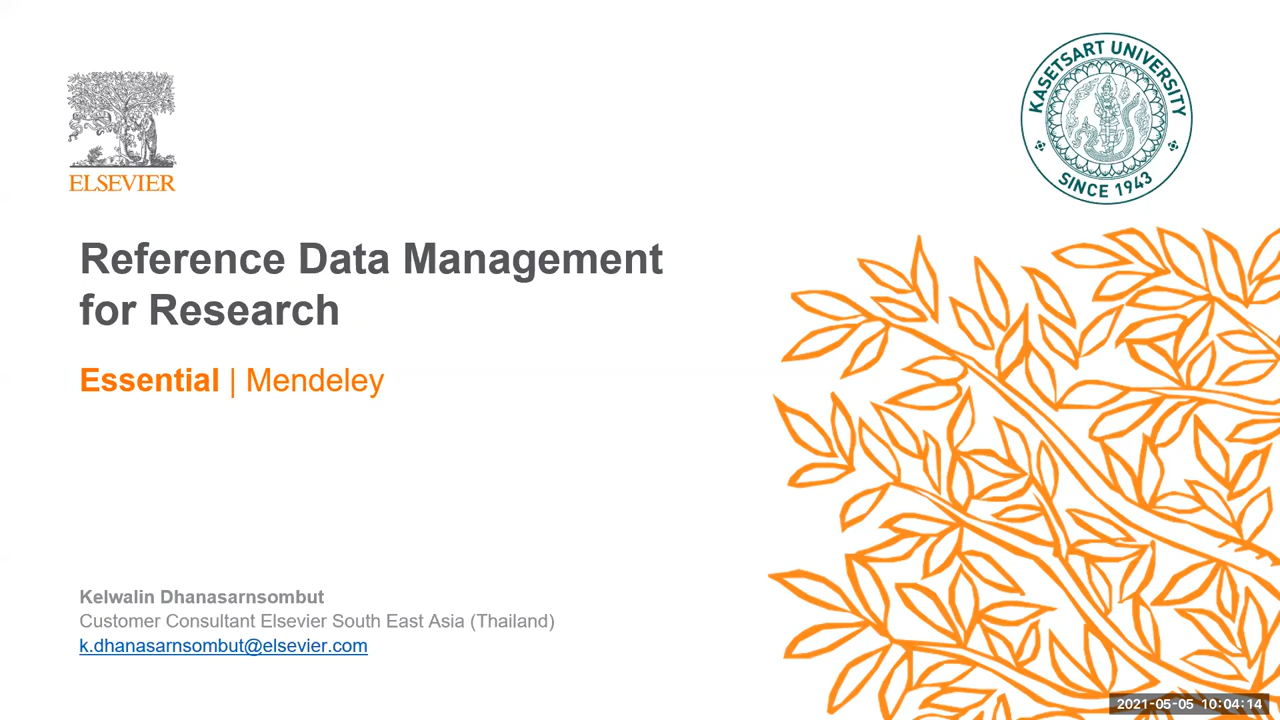 KASETSART UNIVERSITY
SINCE 1943
ELSEVIER
Reference Data Management
for Research
Essential | Mendeley
Kelwalin Dhanasarnsombut
Customer Consultant Elsevier South East Asia (Thailand)
k.dhanasarnsombut@elsevier.com
2021-05-05 10:04:14